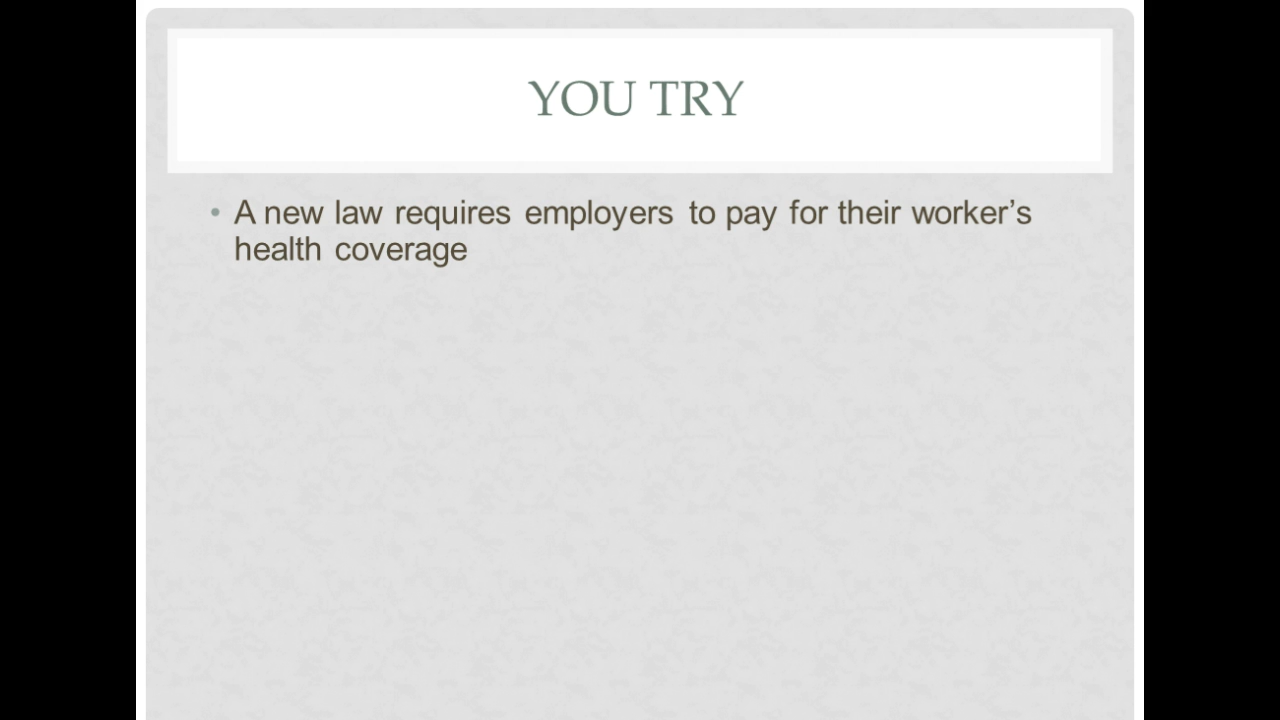 YOU TRY
• A new law requires employers to pay for their worker’s
health coverage